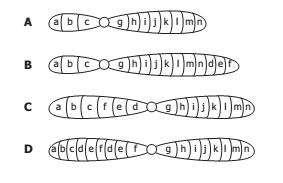 A a b c g h i j k l m n
B a b c g h i j k l m n d e f
C a b c f e d g h i j k l m n
D a b c d e f d e f g h i j k l m n